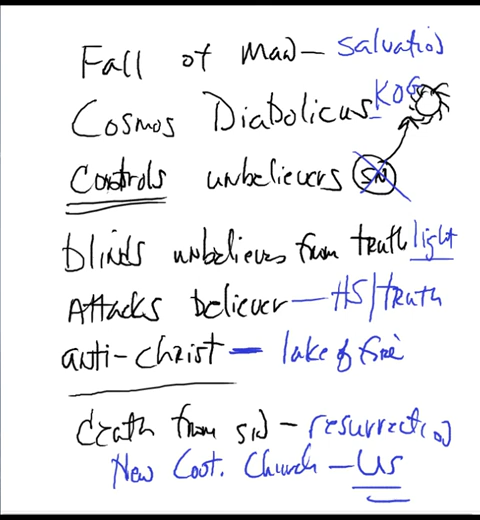 Fall of Man – Salvation
Cosmos Diabolicus KOG
Controls unbelievers SN
blinds unbelievers from truth light
Attacks believer – HS/truth
anti-christ – lake of fire
death from sin – resurrection
New Cov't. Church – US